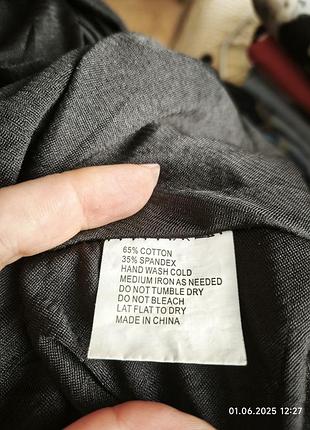 65% COTTON
35% SPANDEX
HAND WASH COLD
MEDIUM IRON AS NEEDED
DO NOT TUMBLE DRY
DO NOT BLEACH
LAT FLAT TO DRY
MADE IN CHINA
01.06.2025 12:27